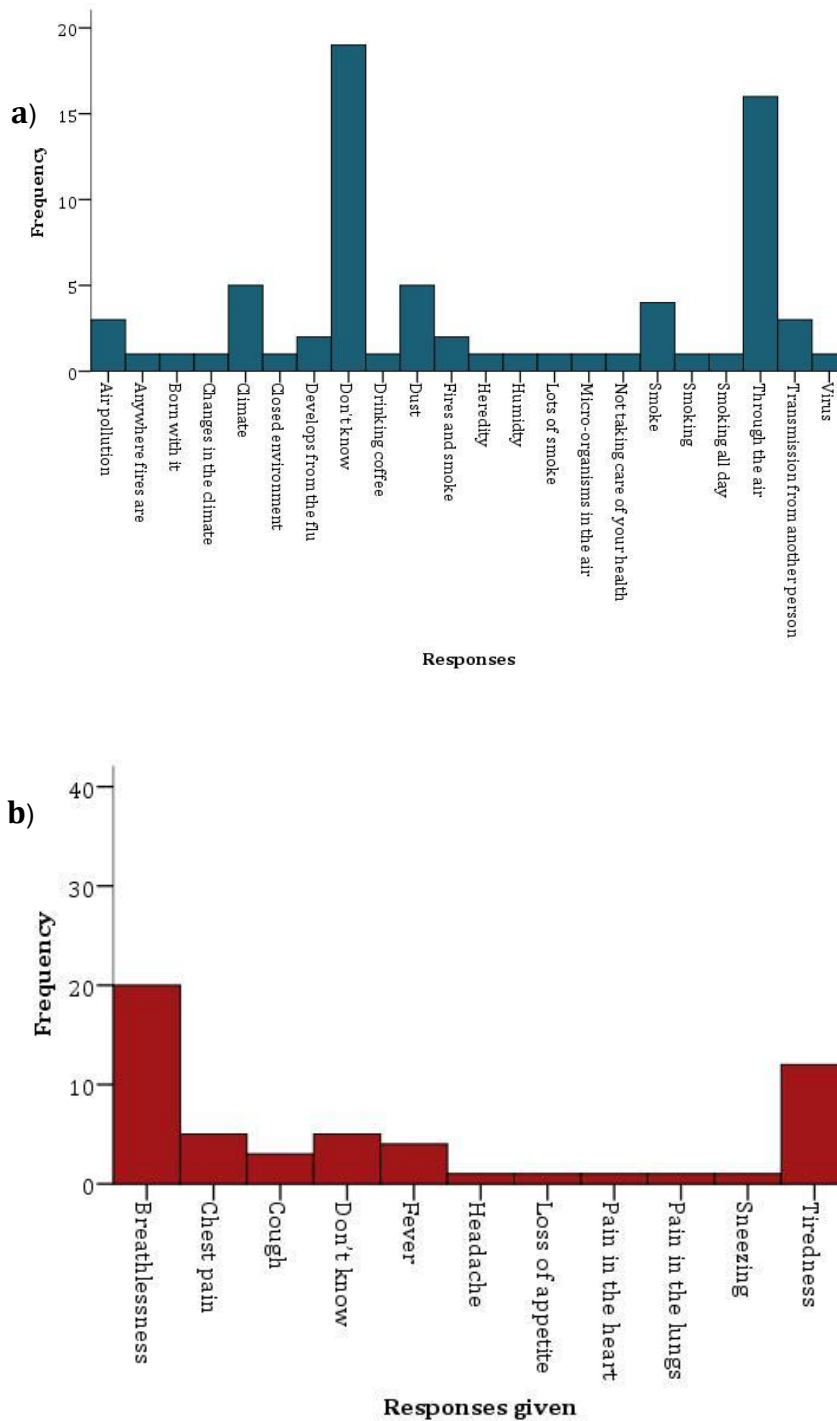 a)
Frequency
20
15
10
5
0
Air pollution
Anywhere fires are
Born with it
Changes in the climate
Climate
Closed environment
Develops from the flu
Don't know
Drinking coffee
Dust
Fires and smoke
Heredity
Humidty
Lots of smoke
Micro-organisms in the air
Not taking care of your health
Smoke
Smoking
Smoking all day
Through the air
Transmission from another person
Virus
Responses
b)
Frequency
40
30
20
10
0
Breathlessness
Chest pain
Cough
Don't know
Fever
Headache
Loss of appetite
Pain in the heart
Pain in the lungs
Sneezing
Tiredness
Responses given